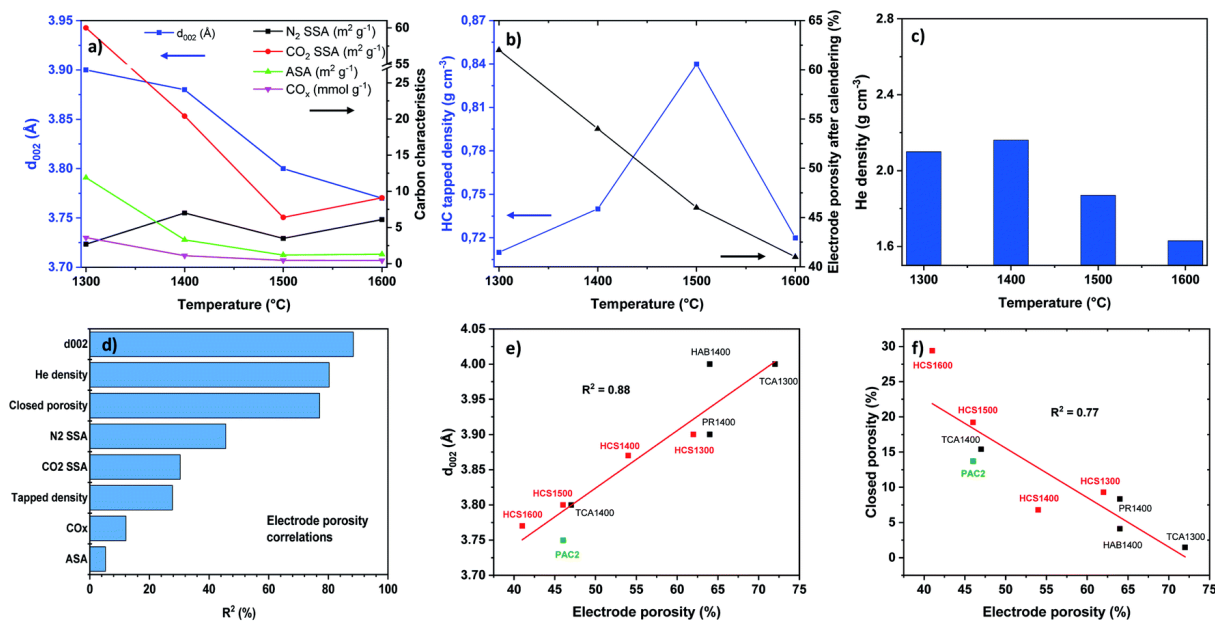 a)
d002 (Å)
N2 SSA (m2 g-1)
CO2 SSA (m2 g-1)
ASA (m2 g-1)
COx (mmol g-1)
3.95
3.90
3.85
3.80
3.75
3.70
d002 (Å)
60
55
25
20
15
10
5
0
Carbon characteristics
1300
1400
1500
1600
Temperature (°C)
b)
0,87
0,84
0,81
0,78
0,75
0,72
HC tapped density (g cm-3)
65
60
55
50
45
40
Electrode porosity after calendering (%)
1300
1400
1500
1600
Temperature (°C)
c)
2.8
2.4
2.0
1.6
He density (g cm-3)
1300
1400
1500
1600
Temperature (°C)
d)
d002
He density
Closed porosity
N2 SSA
CO2 SSA
Tapped density
COx
ASA
Electrode porosity
correlations
0
20
40
60
80
100
R2 (%)
e)
4.05
4.00
3.95
3.90
3.85
3.80
3.75
3.70
d002 (Å)
R2 = 0.88
HAB1400
TCA1300
PR1400
HCS1300
HCS1400
HCS1500
TCA1400
HCS1600
PAC2
40
45
50
55
60
65
70
75
Electrode porosity (%)
f)
30
25
20
15
10
5
0
Closed porosity (%)
R2 = 0.77
HCS1600
HCS1500
TCA1400
PAC2
HCS1300
HCS1400
PR1400
HAB1400
TCA1300
40
45
50
55
60
65
70
75
Electrode porosity (%)